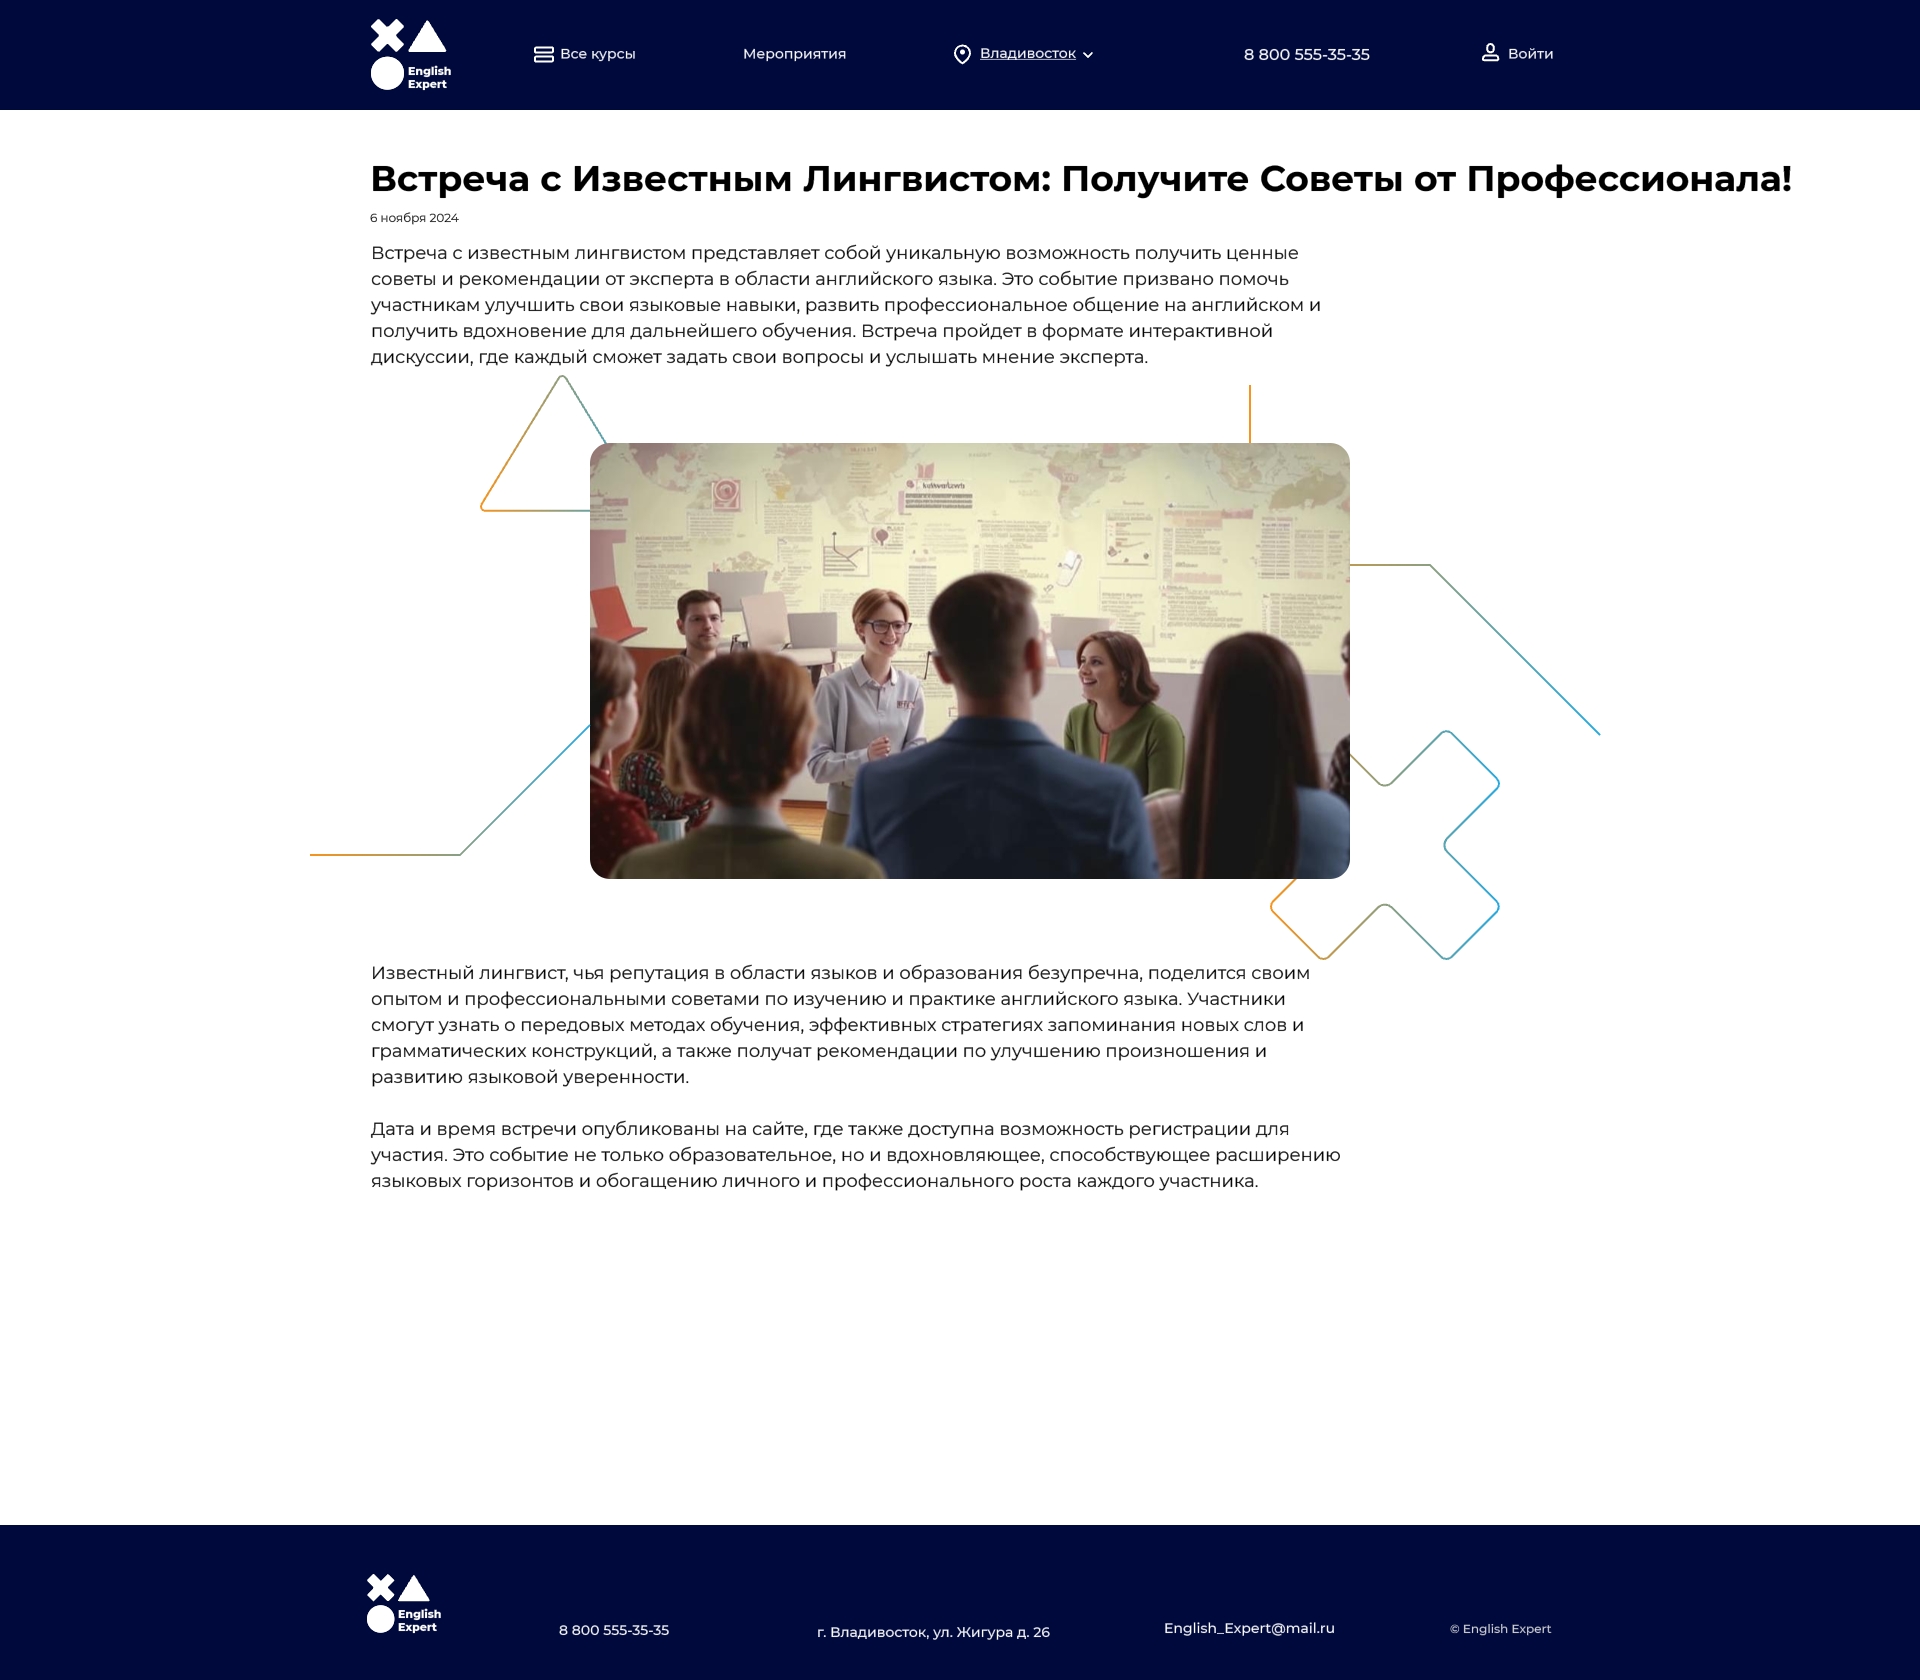 Все курсы
Мероприятия
Владивосток
8 800 555-35-35
Войти
English
Expert
Встреча с Известным Лингвистом: Получите Советы от Профессионала!
6 ноября 2024
Встреча с известным лингвистом представляет собой уникальную возможность получить ценные
советы и рекомендации от эксперта в области английского языка. Это событие призвано помочь
участникам улучшить свои языковые навыки, развить профессиональное общение на английском и
получить вдохновение для дальнейшего обучения. Встреча пройдет в формате интерактивной
дискуссии, где каждый сможет задать свои вопросы и услышать мнение эксперта.
Известный лингвист, чья репутация в области языков и образования безупречна, поделится своим
опытом и профессиональными советами по изучению и практике английского языка. Участники
смогут узнать о передовых методах обучения, эффективных стратегиях запоминания новых слов и
грамматических конструкций, а также получат рекомендации по улучшению произношения и
развитию языковой уверенности.
Дата и время встречи опубликованы на сайте, где также доступна возможность регистрации для
участия. Это событие не только образовательное, но и вдохновляющее, способствующее расширению
языковых горизонтов и обогащению личного и профессионального роста каждого участника.
English
Expert
8 800 555-35-35
г. Владивосток, ул. Жигура д. 26
English_Expert@mail.ru
© English Expert